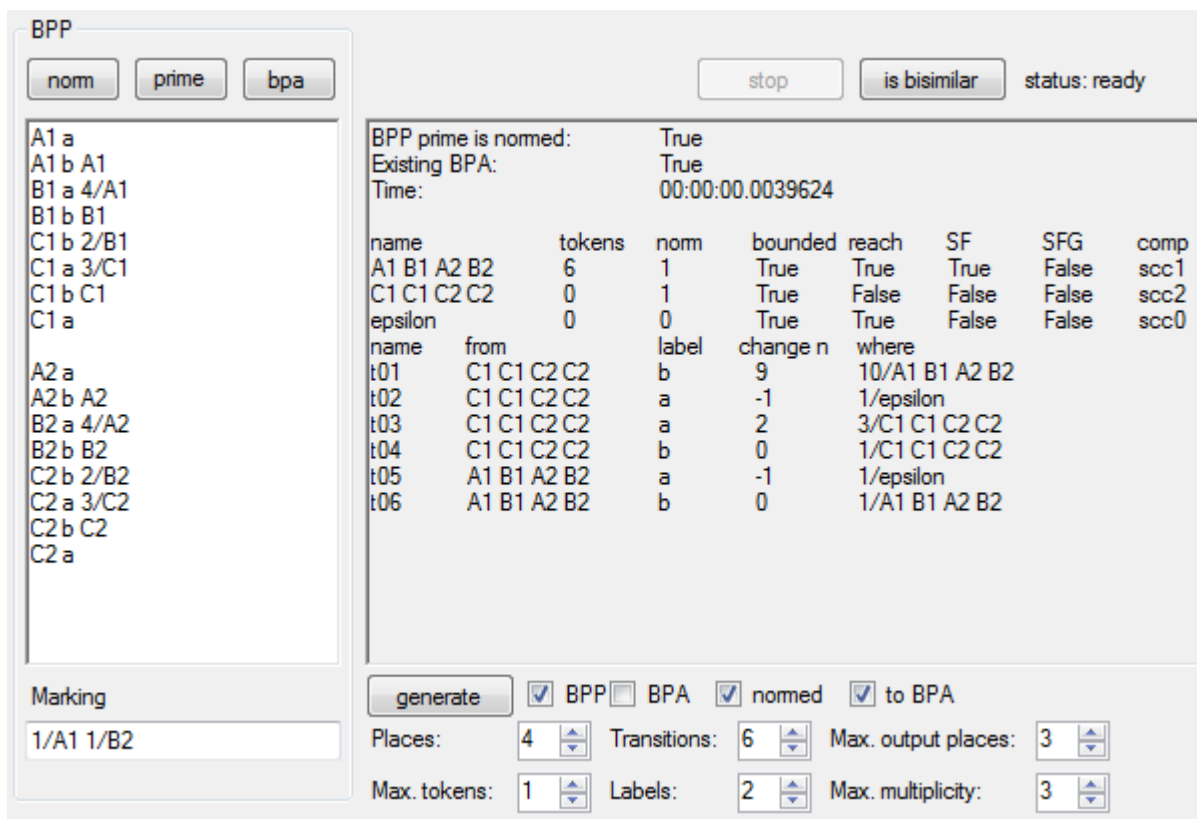 BPP
norm prime bpa
stop is bisimilar status: ready
A1 a
A1 b A1
B1 a 4/A1
B1 b B1
C1 b 2/B1
C1 a 3/C1
C1 b C1
C1 a
A2 a
A2 b A2
B2 a 4/A2
B2 b B2
C2 b 2/B2
C2 a 3/C2
C2 b C2
C2 a
Marking
1/A1 1/B2
BPP prime is normed: True
Existing BPA: True
Time: 00:00:00.0039624
name tokens norm bounded reach SF SFG comp
A1 B1 A2 B2 6 1 True True True False scc1
C1 C1 C2 C2 0 1 True False False False scc2
epsilon 0 0 True True False False scc0
name from label change n where
t01 C1 C1 C2 C2 b 9 10/A1 B1 A2 B2
t02 C1 C1 C2 C2 a -1 1/epsilon
t03 C1 C1 C2 C2 a 2 3/C1 C1 C2 C2
t04 C1 C1 C2 C2 b 0 1/C1 C1 C2 C2
t05 A1 B1 A2 B2 a -1 1/epsilon
t06 A1 B1 A2 B2 b 0 1/A1 B1 A2 B2
generate BPP BPA normed to BPA
Places: 4 Transitions: 6 Max. output places: 3
Max. tokens: 1 Labels: 2 Max. multiplicity: 3